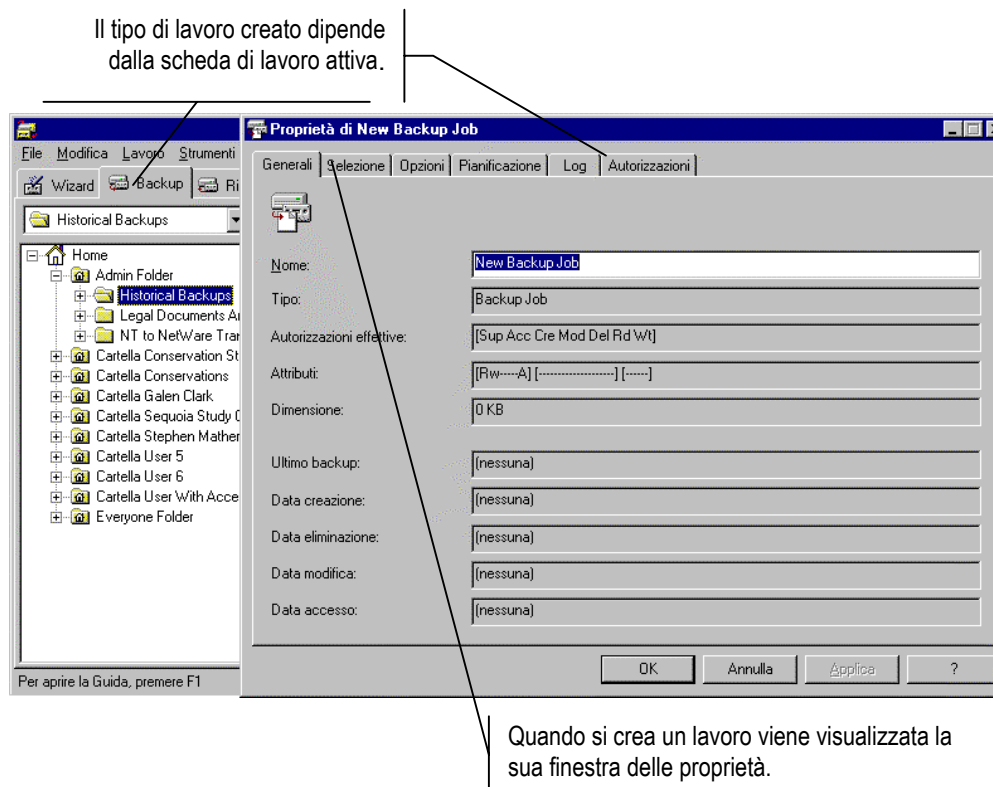 Il tipo di lavoro creato dipende
dalla scheda di lavoro attiva.
File Modifica Lavoro Strumenti
Wizard Backup Ri
Historical Backups
Home
Admin Folder
Historical Backups
Legal Documents Ar
NT to NetWare Tran
Cartella Conservation St
Cartella Conservations
Cartella Galen Clark
Cartella Sequoia Study
Cartella Stephen Mather
Cartella User 5
Cartella User 6
Cartella User With Acce
Everyone Folder
Per aprire la Guida, premere F1
Proprietà di New Backup Job
Generali Selezione Opzioni Pianificazione Log Autorizzazioni
Nome: New Backup Job
Tipo: Backup Job
Autorizzazioni effettive: [Sup Acc Cre Mod Del Rd Wt]
Attributi: [Rw----A] [-------------------] [------]
Dimensione: 0 KB
Ultimo backup: (nessuna)
Data creazione: (nessuna)
Data eliminazione: (nessuna)
Data modifica: (nessuna)
Data accesso: (nessuna)
OK Annulla Applica ?
Quando si crea un lavoro viene visualizzata la
sua finestra delle proprietà.